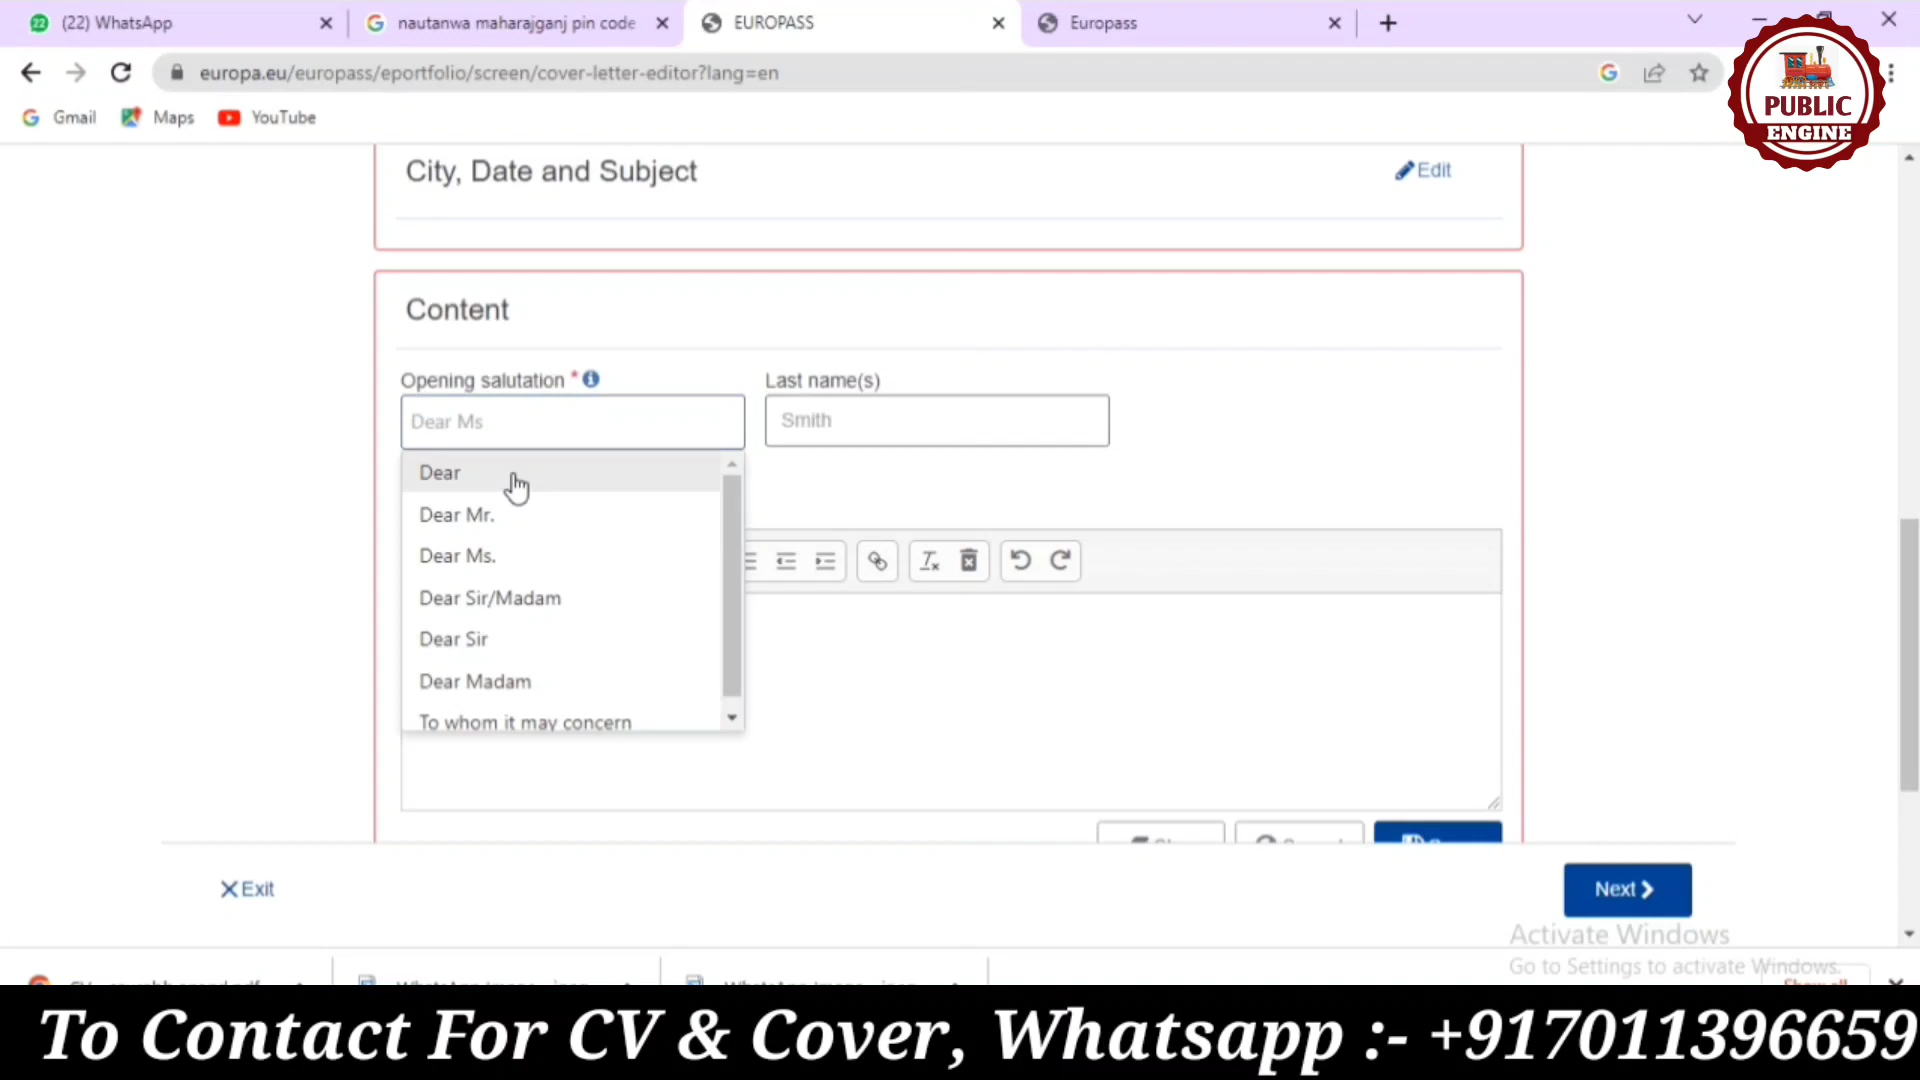 22 (22) WhatsApp
nautanwa maharajganj pin code
EUROPASS
Europass
europa.eu/europass/eportfolio/screen/cover-letter-editor?lang=en
Gmail
Maps
YouTube
PUBLIC
ENGINE
City, Date and Subject
Edit
Content
Opening salutation *
Last name(s)
Dear Ms
Smith
Dear
Dear Mr.
Dear Ms.
Dear Sir/Madam
Dear Sir
Dear Madam
To whom it may concern
Exit
Next
Activate Windows
Go to Settings to activate Windows.
To Contact For CV & Cover, Whatsapp :- +917011396659